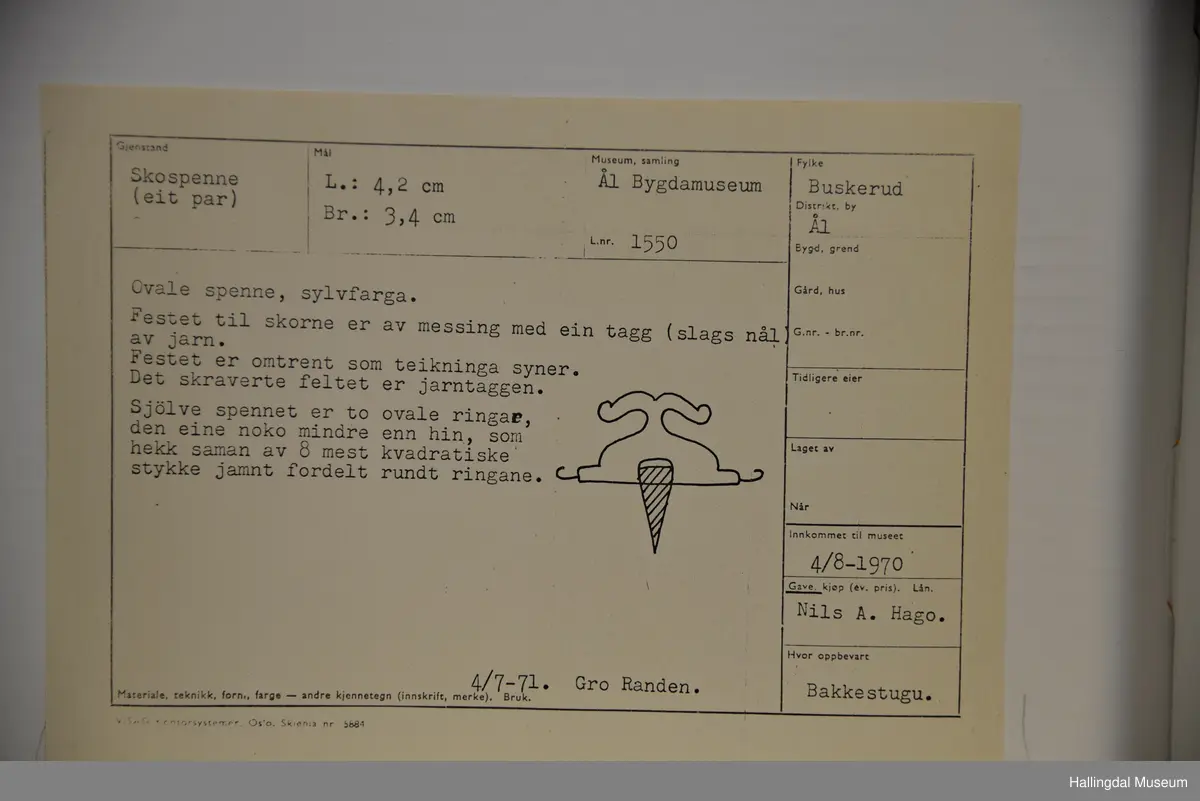 Gjenstand
Skospenne
(eit par)
Mål
L.: 4,2 cm
Br.: 3,4 cm
Museum, samling
Ål Bygdamuseum
L.nr. 1550
Fylke
Buskerud
Distrikt, by
Ål
Bygd, grend
Gård, hus
G.nr. - br.nr.
Tidligere eier
Laget av
Når
Innkommet til museet
4/8-1970
Gave, kjøp (ev. pris). Lån.
Nils A. Hago.
Hvor oppbevart
Bakkestugu.
Ovale spenne, sylvfarga.
Festet til skorne er av messing med ein tagg (slags nål)
av jarn.
Festet er omtrent som teikninga syner.
Det skraverte feltet er jarntaggen.
Sjölve spennet er to ovale ringar,
den eine noko mindre enn hin, som
hekk saman av 8 mest kvadratiske
stykke jamnt fordelt rundt ringane.
4/7-71. Gro Randen.
Materiale, teknikk, form, farge — andre kjennetegn (innskrift, merke). Bruk.
Oslo. Skjema nr 5884
Hallingdal Museum